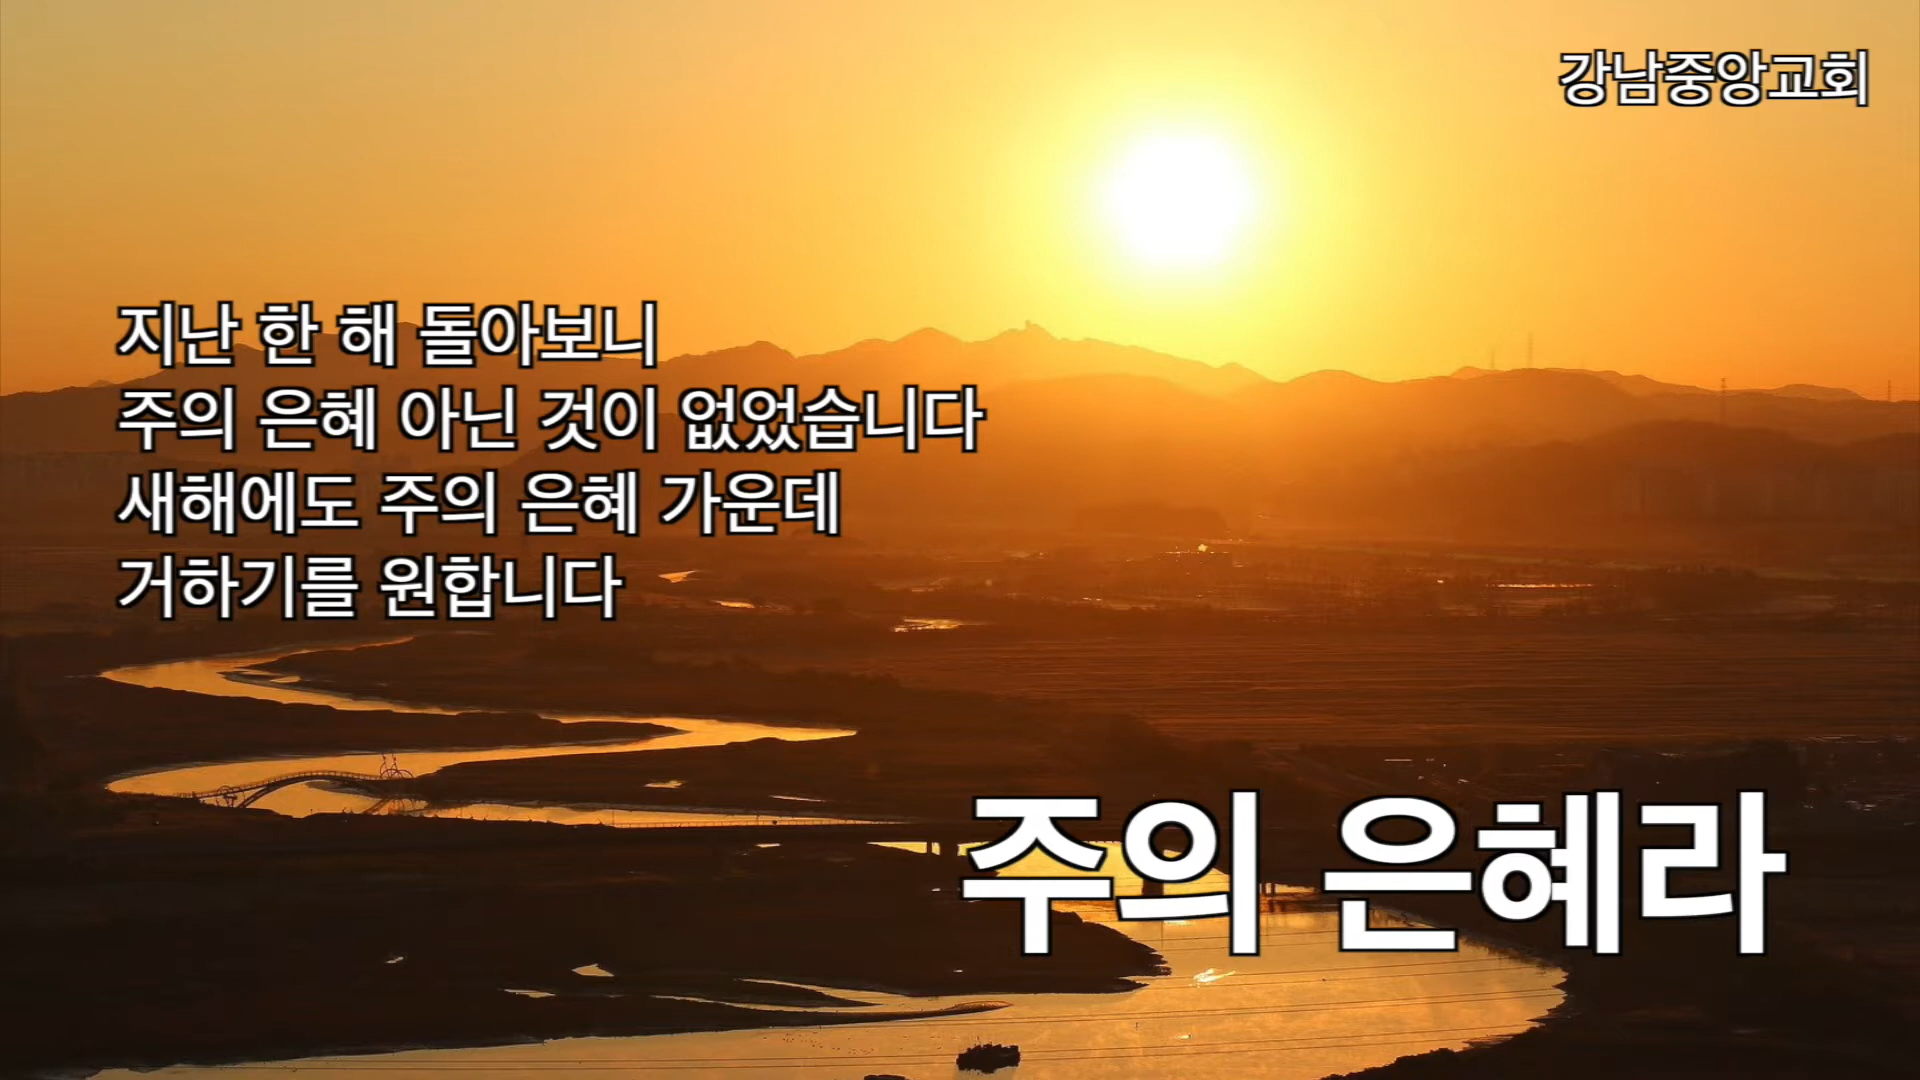 강남중앙교회
지난 한 해 돌아보니
주의 은혜 아닌 것이 없었습니다
새해에도 주의 은혜 가운데
거하기를 원합니다
주의 은혜라